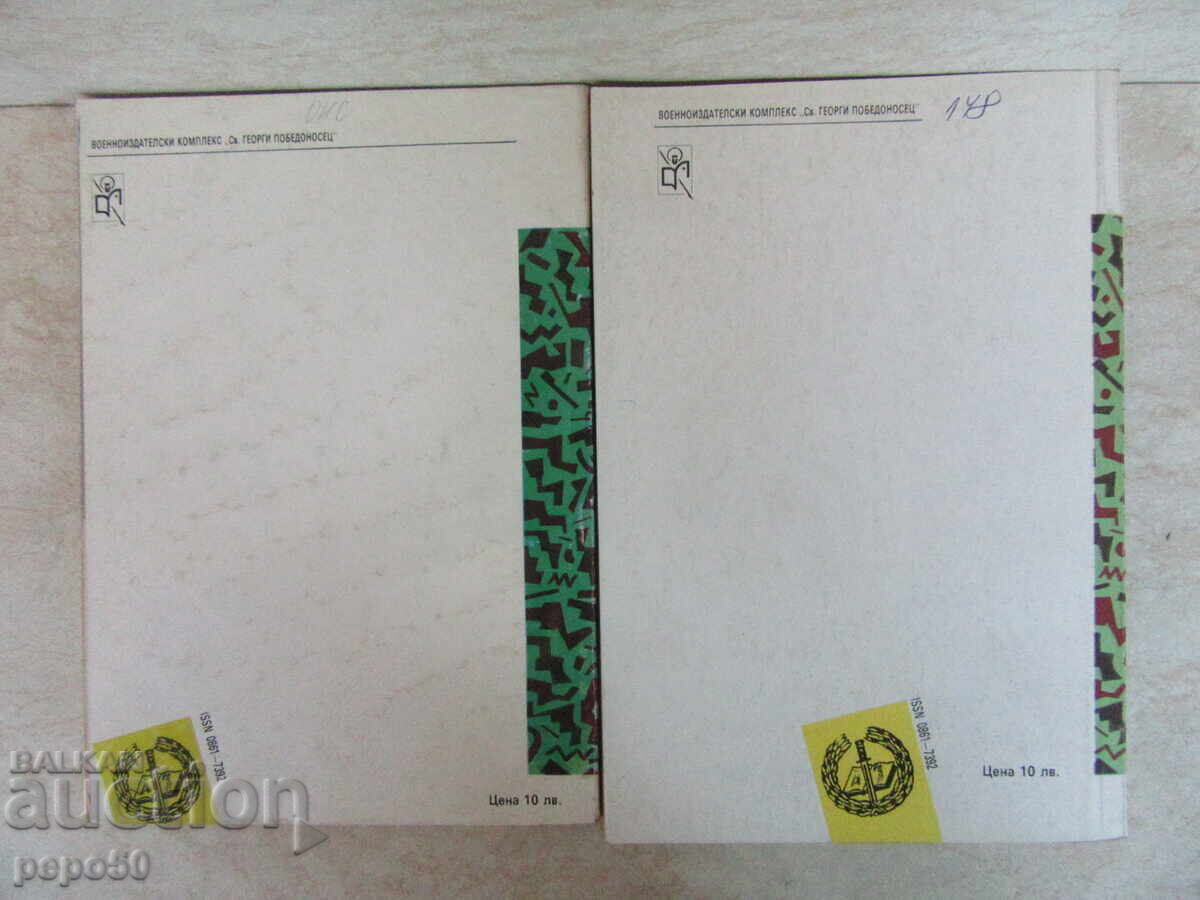 ВОЕННОИЗДАТЕЛСКИ КОМПЛЕКС „Св. ГЕОРГИ ПОБЕДОНОСЕЦ"
ISSN 0861—7392
Цена 10 лв.
ВОЕННОИЗДАТЕЛСКИ КОМПЛЕКС „Св. ГЕОРГИ ПОБЕДОНОСЕЦ"
148
ISSN 0861—7392
Цена 10 лв.
BALKAN
auction
pepo50